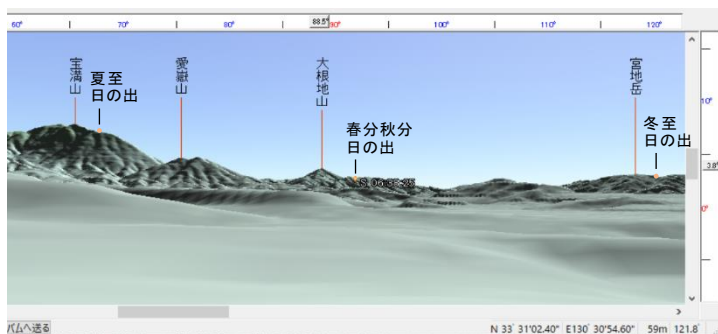 60° 70° 80° 88.5° 90° 100° 110° 120°
宝満山
夏至
日の出
愛嶽山
大根地山
春分秋分
日の出
宮地岳
冬至
日の出
10°
3.8°
0°
バムへ送る
N 33° 31'02.40" E130° 30'54.60" 59m 121.8